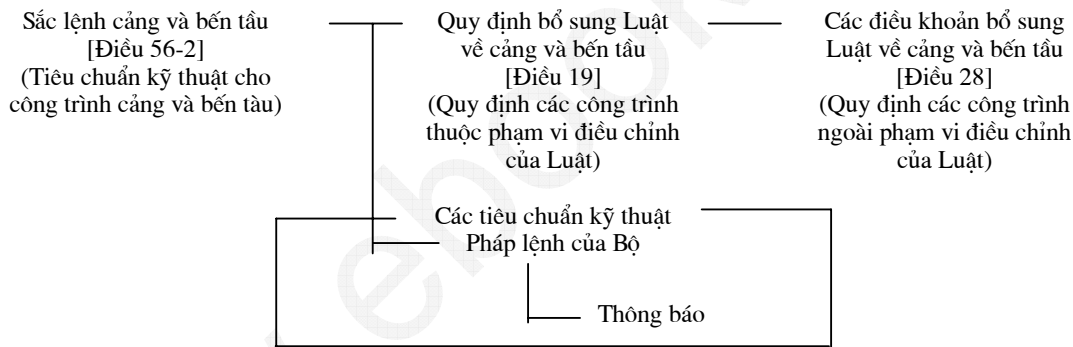 Sắc lệnh cảng và bến tầu
[Điều 56-2]
(Tiêu chuẩn kỹ thuật cho
công trình cảng và bến tàu)
Quy định bổ sung Luật
về cảng và bến tầu
[Điều 19]
(Quy định các công trình
thuộc phạm vi điều chỉnh
của Luật)
Các điều khoản bổ sung
Luật về cảng và bến tầu
[Điều 28]
(Quy định các công trình
ngoài phạm vi điều chỉnh
của Luật)
Các tiêu chuẩn kỹ thuật
Pháp lệnh của Bộ
Thông báo